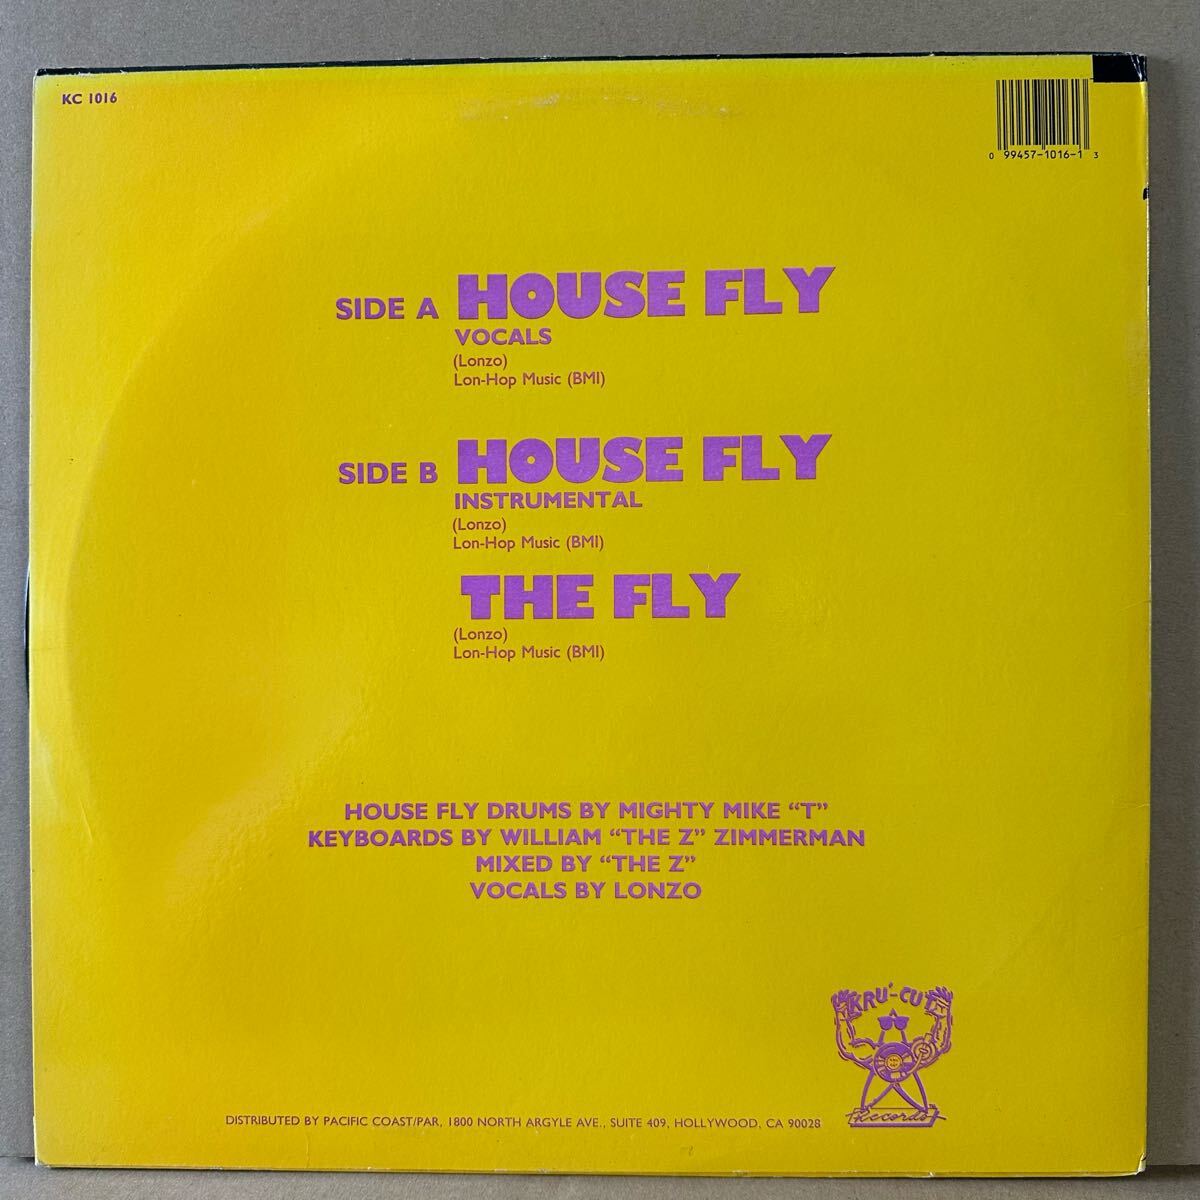 KC 1016
0 99457-1016-1 3
SIDE A HOUSE FLY
VOCALS
(Lonzo)
Lon-Hop Music (BMI)
SIDE B HOUSE FLY
INSTRUMENTAL
(Lonzo)
Lon-Hop Music (BMI)
THE FLY
(Lonzo)
Lon-Hop Music (BMI)
HOUSE FLY DRUMS BY MIGHTY MIKE “T”
KEYBOARDS BY WILLIAM “THE Z” ZIMMERMAN
MIXED BY “THE Z”
VOCALS BY LONZO
KRU'-CUT
Records
DISTRIBUTED BY PACIFIC COAST/PAR, 1800 NORTH ARGYLE AVE., SUITE 409, HOLLYWOOD, CA 90028